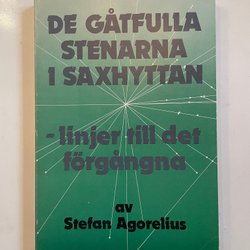 DE GÅTFULLA
STENARNA
I SAXHYTTAN
-linjer till det
förgångna
av
Stefan Agorelius